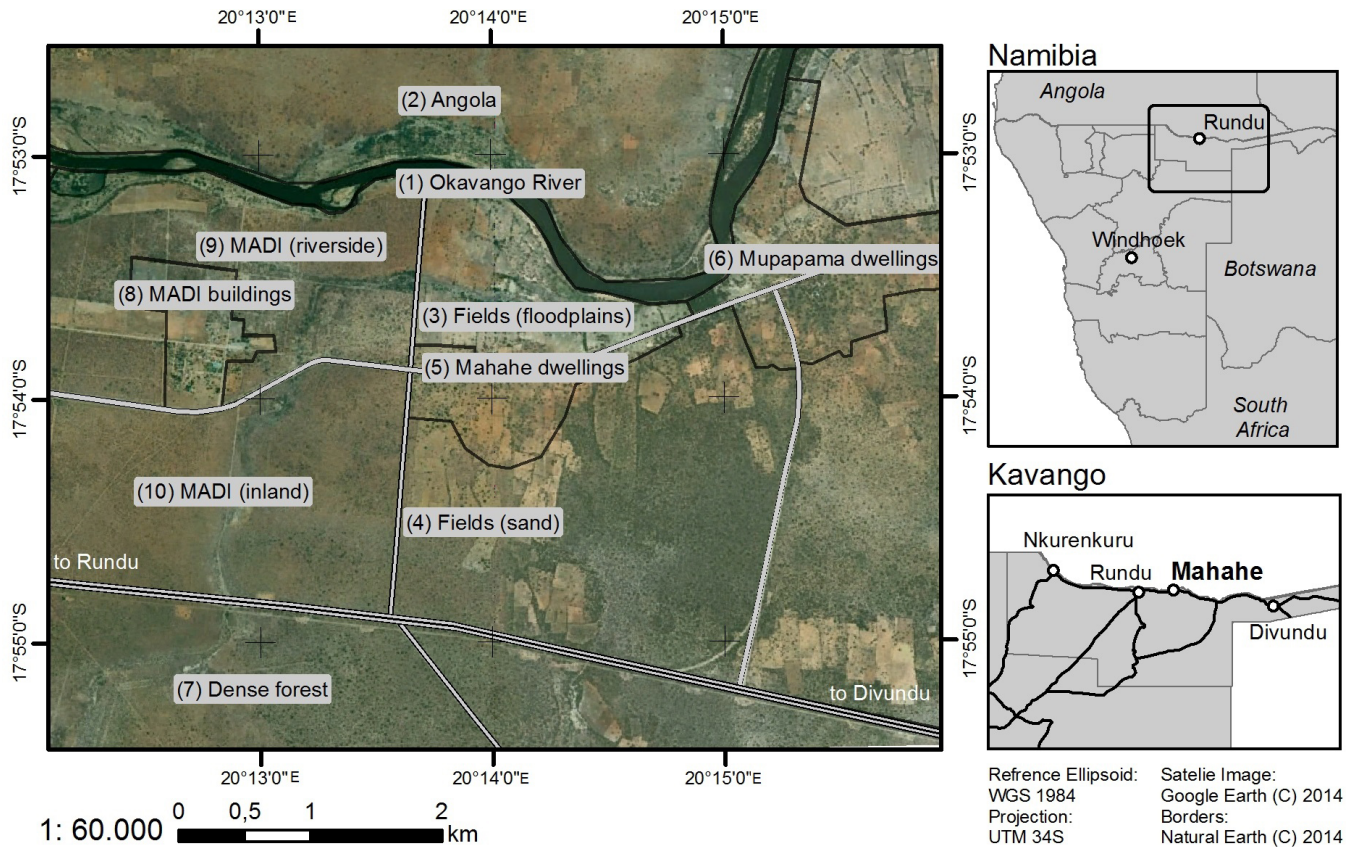 20°13'0"E
20°14'0"E
20°15'0"E
17°53'0"S
17°53'0"S
17°54'0"S
17°54'0"S
17°55'0"S
17°55'0"S
(2) Angola
(1) Okavango River
(9) MADI (riverside)
(6) Mupapama dwellings
(8) MADI buildings
(3) Fields (floodplains)
(5) Mahahe dwellings
(10) MADI (inland)
(4) Fields (sand)
to Rundu
(7) Dense forest
to Divundu
20°13'0"E
20°14'0"E
20°15'0"E
1: 60.000
0
0,5
1
2
km
Namibia
Angola
Rundu
Windhoek
Botswana
South
Africa
Kavango
Nkurenkuru
Rundu
Mahahe
Divundu
Refrence Ellipsoid:
WGS 1984
Projection:
UTM 34S
Satelie Image:
Google Earth (C) 2014
Borders:
Natural Earth (C) 2014